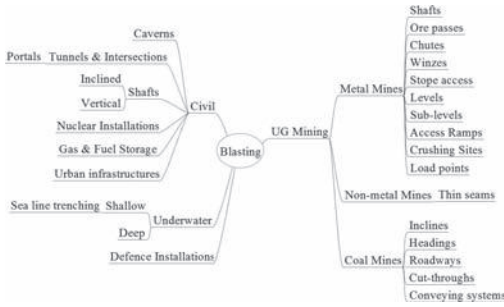 Caverns
Portals Tunnels & Intersections
Inclined
Shafts
Vertical
Civil
Nuclear Installations
Gas & Fuel Storage
Urban infrastructures
Blasting
Sea line trenching Shallow
Underwater
Deep
Defence Installations
UG Mining
Shafts
Ore passes
Chutes
Winzes
Metal Mines Stope access
Levels
Sub-levels
Access Ramps
Crushing Sites
Load points
Non-metal Mines Thin seams
Inclines
Headings
Coal Mines Roadways
Cut-throughs
Conveying systems